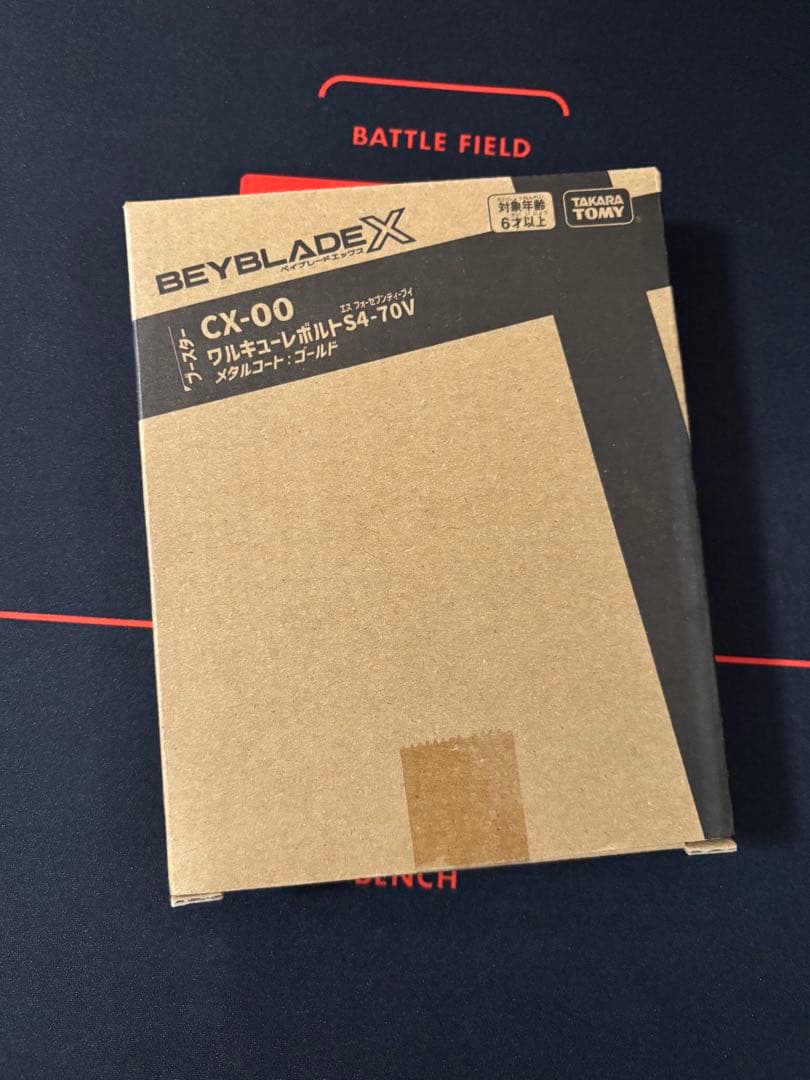 BATTLE FIELD
BEYBLADE X
ベイブレードエックス
対象年齢
6才以上
TAKARA
TOMY
ブースター
CX-00
エス フォーセブンティーブイ
ワルキューレボルトS4-70V
メタルコート:ゴールド
BENCH